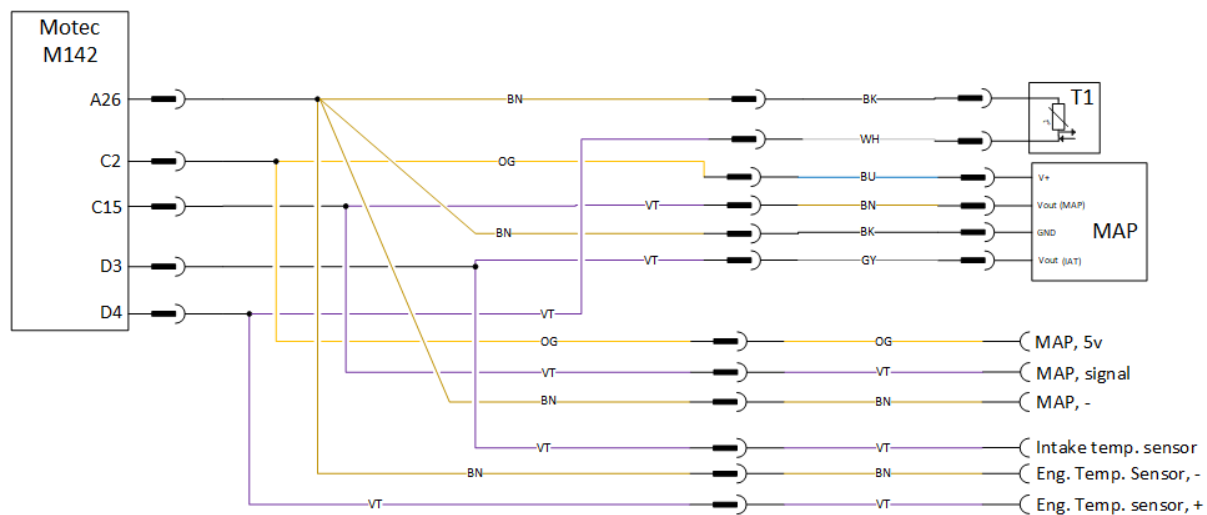 Motec
M142
A26 BN BK T1
WH
C2 OG BU V+
C15 VT BN Vout (MAP)
BN BK GND MAP
D3 VT GY Vout (IAT)
D4 VT
OG OG MAP, 5v
VT VT MAP, signal
BN BN MAP, -
VT VT Intake temp. sensor
BN BN Eng. Temp. Sensor, -
VT VT Eng. Temp. sensor, +